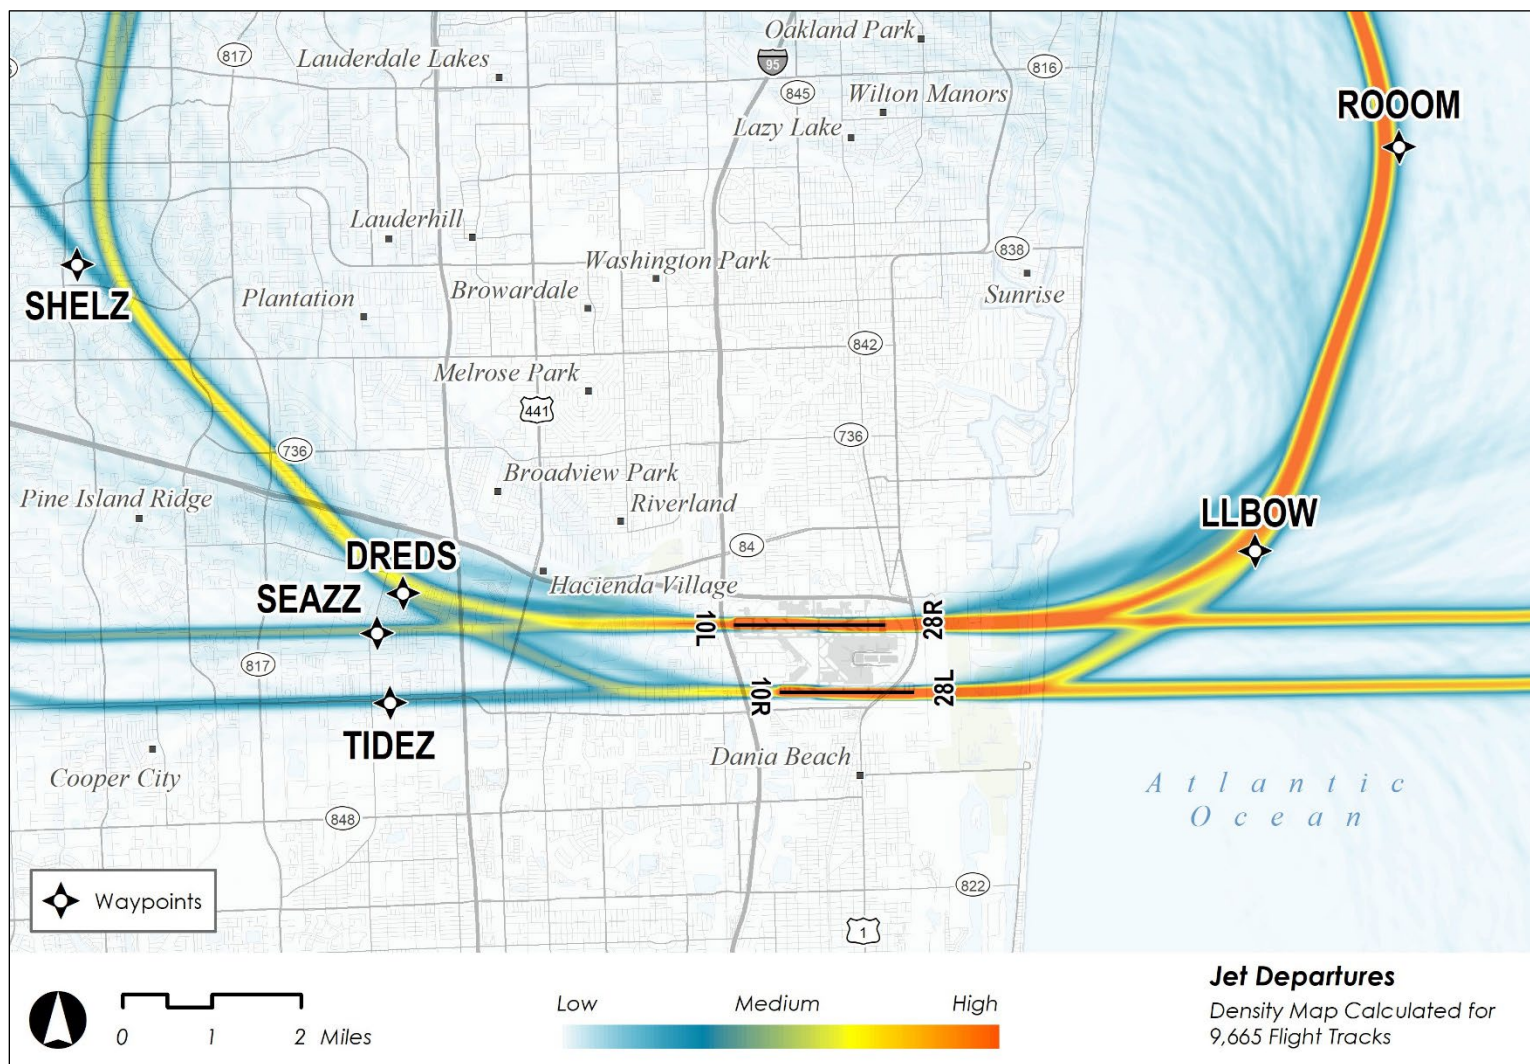 Oakland Park
817
Lauderdale Lakes
95
816
845
Wilton Manors
ROOOM
Lazy Lake
Lauderhill
838
Washington Park
SHELZ
Plantation
Browardale
Sunrise
842
Melrose Park
441
736
736
Broadview Park
Pine Island Ridge
Riverland
LLBOW
84
DREDS
Hacienda Village
SEAZZ
10L
28R
817
10R
28L
TIDEZ
Dania Beach
Cooper City
Atlantic
Ocean
848
822
Waypoints
1
Jet Departures
Low Medium High
Density Map Calculated for
9,665 Flight Tracks
0 1 2 Miles